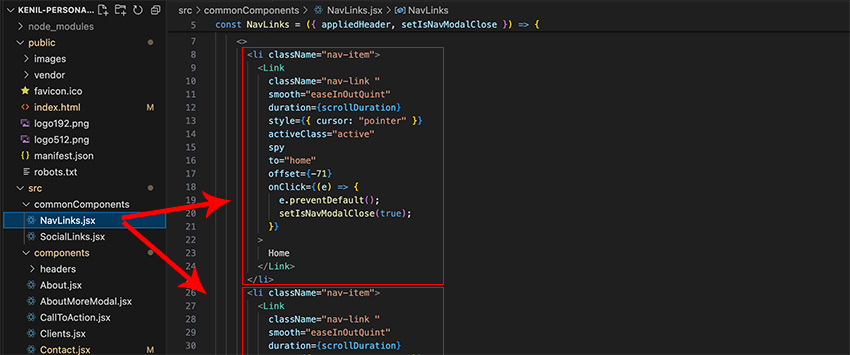 KENIL-PERSONA...
node_modules
public
images
vendor
favicon.ico
index.html M
logo192.png
logo512.png
manifest.json
robots.txt
src
commonComponents
NavLinks.jsx
SocialLinks.jsx
components
headers
About.jsx
AboutMoreModal.jsx
CallToAction.jsx
Clients.jsx
Contact.jsx M
src > commonComponents > NavLinks.jsx > NavLinks
5 const NavLinks = ({ appliedHeader, setIsNavModalClose }) => {
7 <>
8 <li className="nav-item">
9 <Link
10 className="nav-link "
11 smooth="easeInOutQuint"
12 duration={scrollDuration}
13 style={{ cursor: "pointer" }}
14 activeClass="active"
15 spy
16 to="home"
17 offset={-71}
18 onClick={(e) => {
19 e.preventDefault();
20 setIsNavModalClose(true);
21 }}
22 >
23 Home
24 </Link>
25 </li>
26 <li className="nav-item">
27 <Link
28 className="nav-link "
29 smooth="easeInOutQuint"
30 duration={scrollDuration}